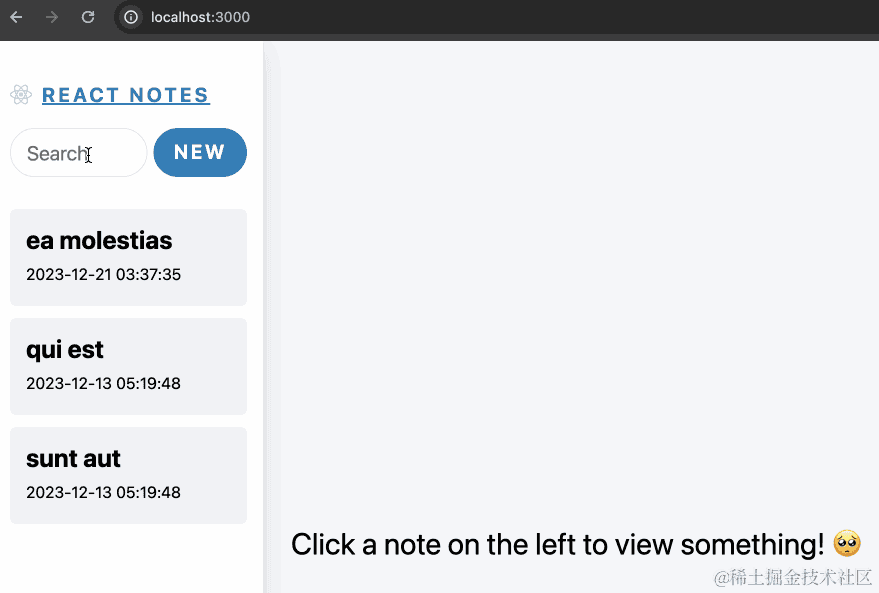 localhost:3000
REACT NOTES
Search
NEW
ea molestias
2023-12-21 03:37:35
qui est
2023-12-13 05:19:48
sunt aut
2023-12-13 05:19:48
Click a note on the left to view something! 🥺
@稀土掘金技术社区